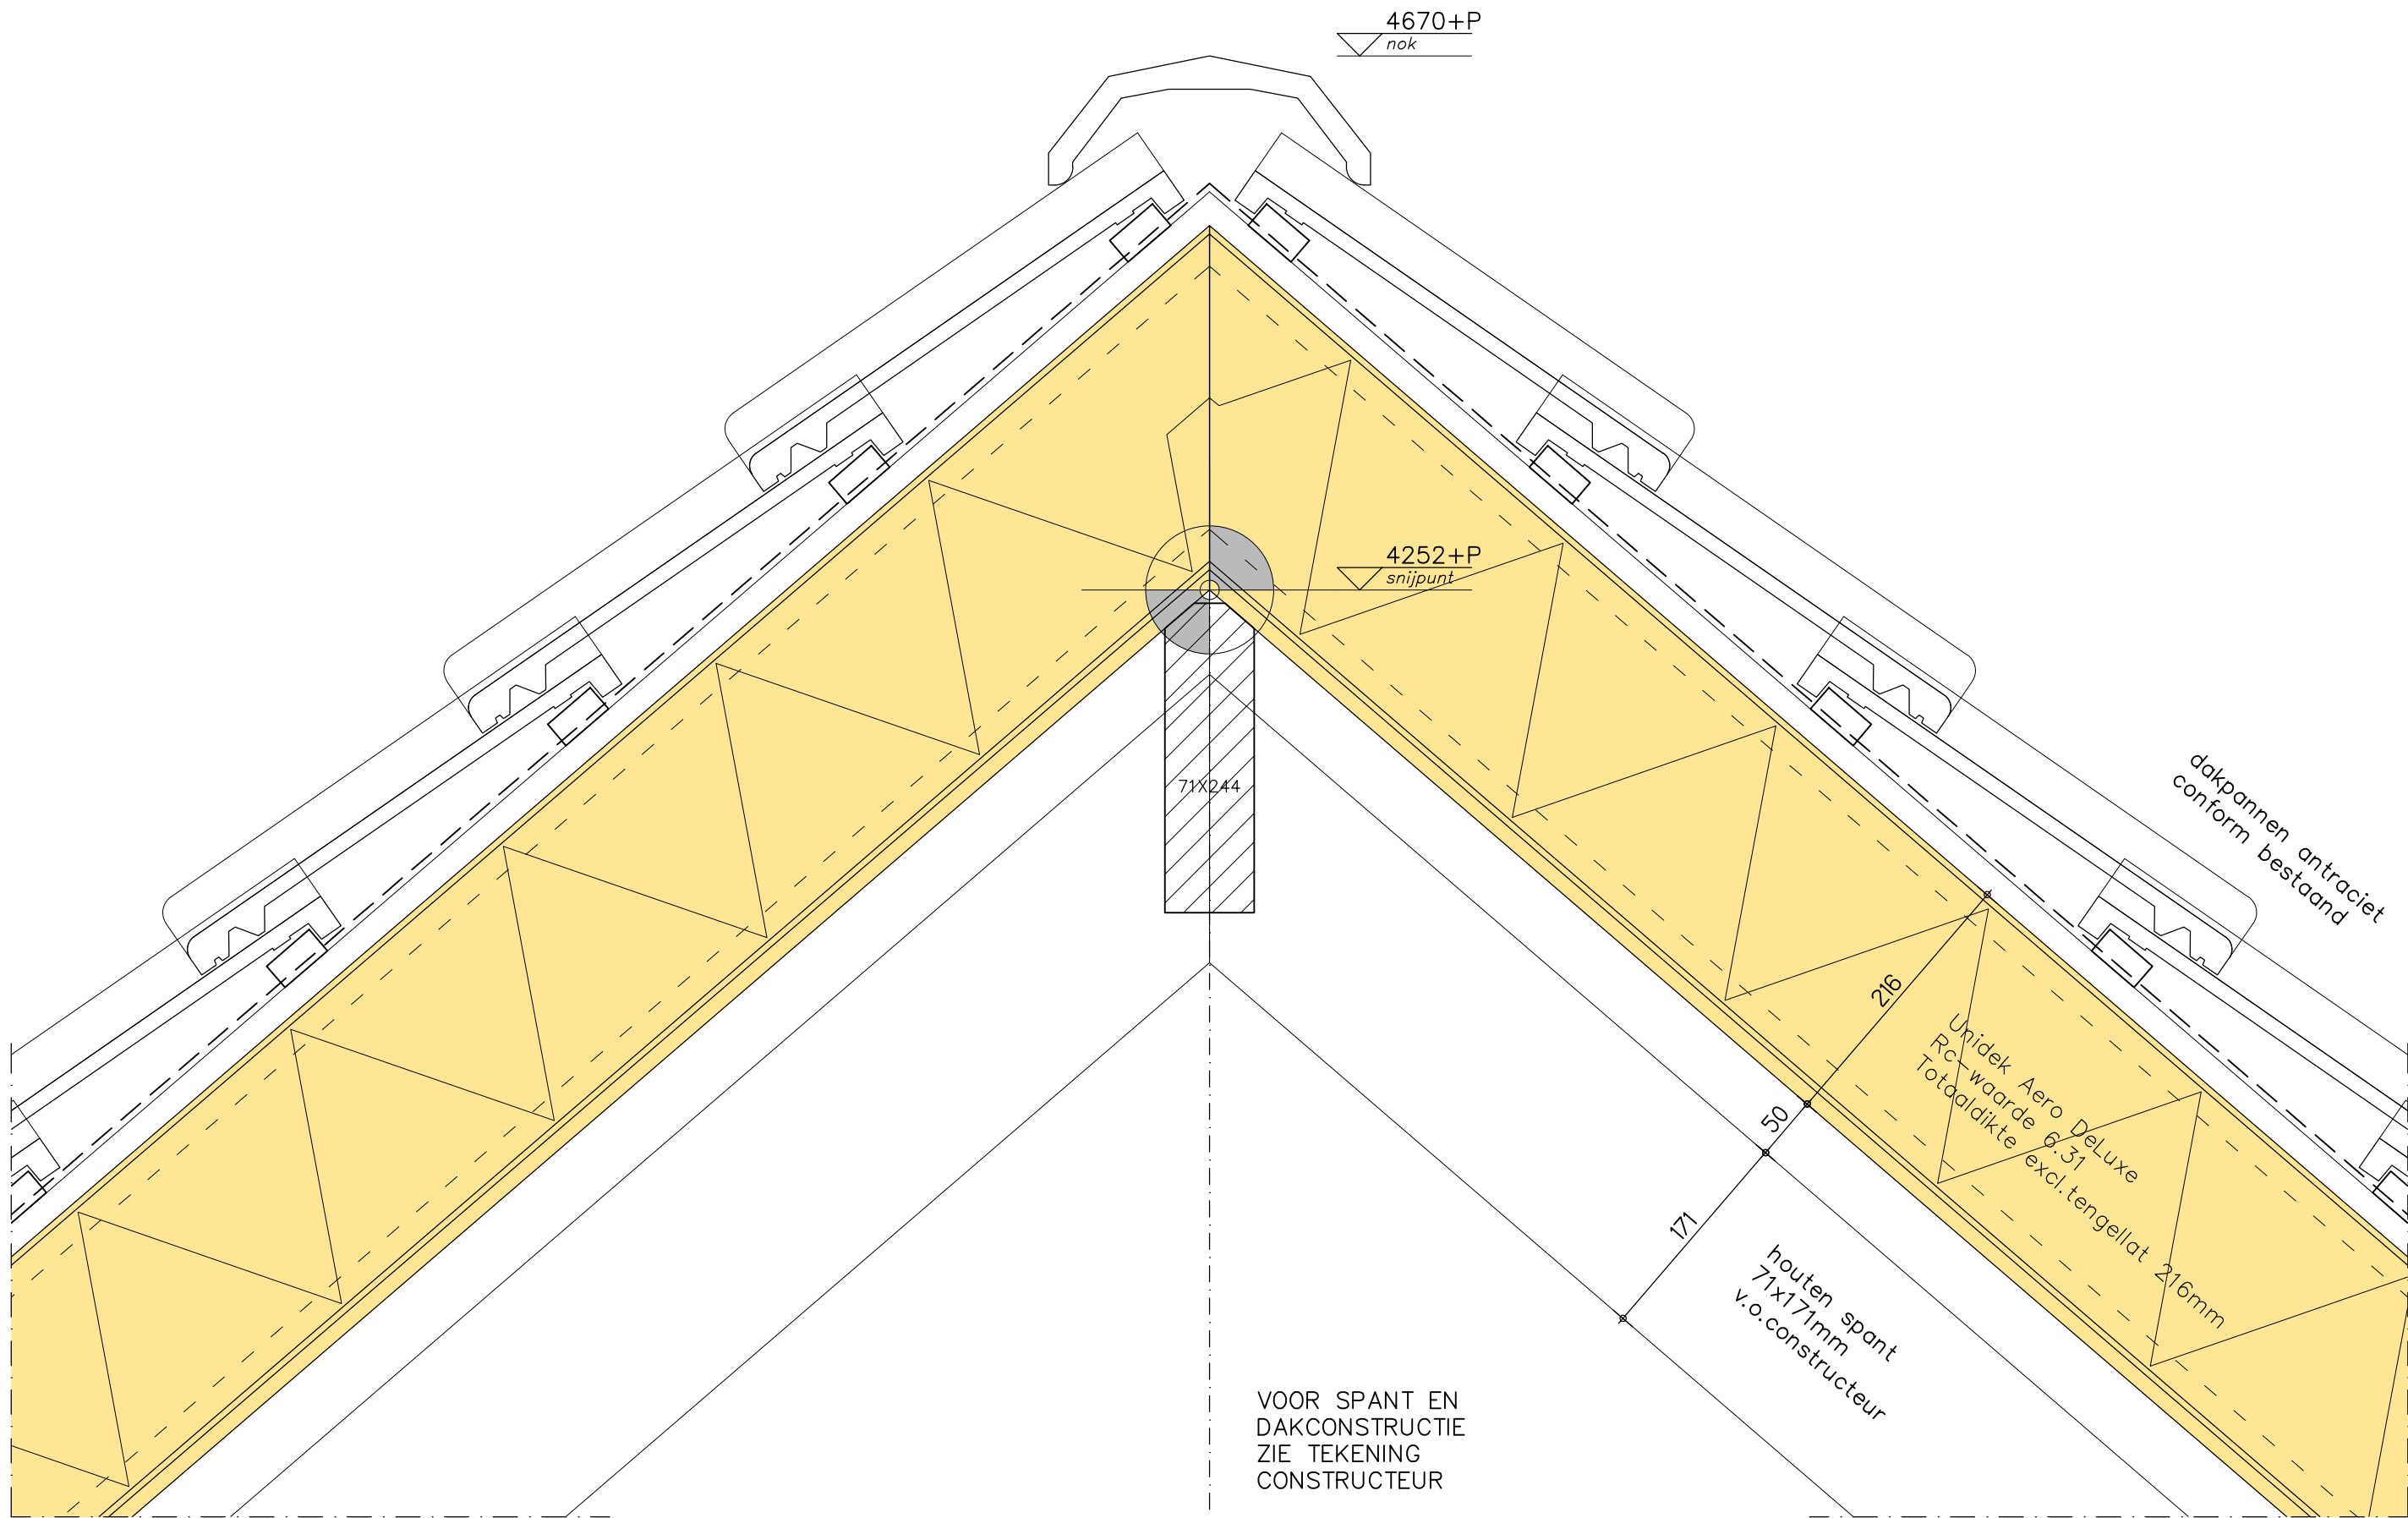 4670+P
nok
4252+P
snijpunt
71X244
dakpannen antraciet
conform bestaand
216
50
171
Unidek Aero DeLuxe
Rc-waarde 6.31
Totaaldikte excl.tengellat 216mm
houten spant
71x171mm
v.o.constructeur
VOOR SPANT EN
DAKCONSTRUCTIE
ZIE TEKENING
CONSTRUCTEUR